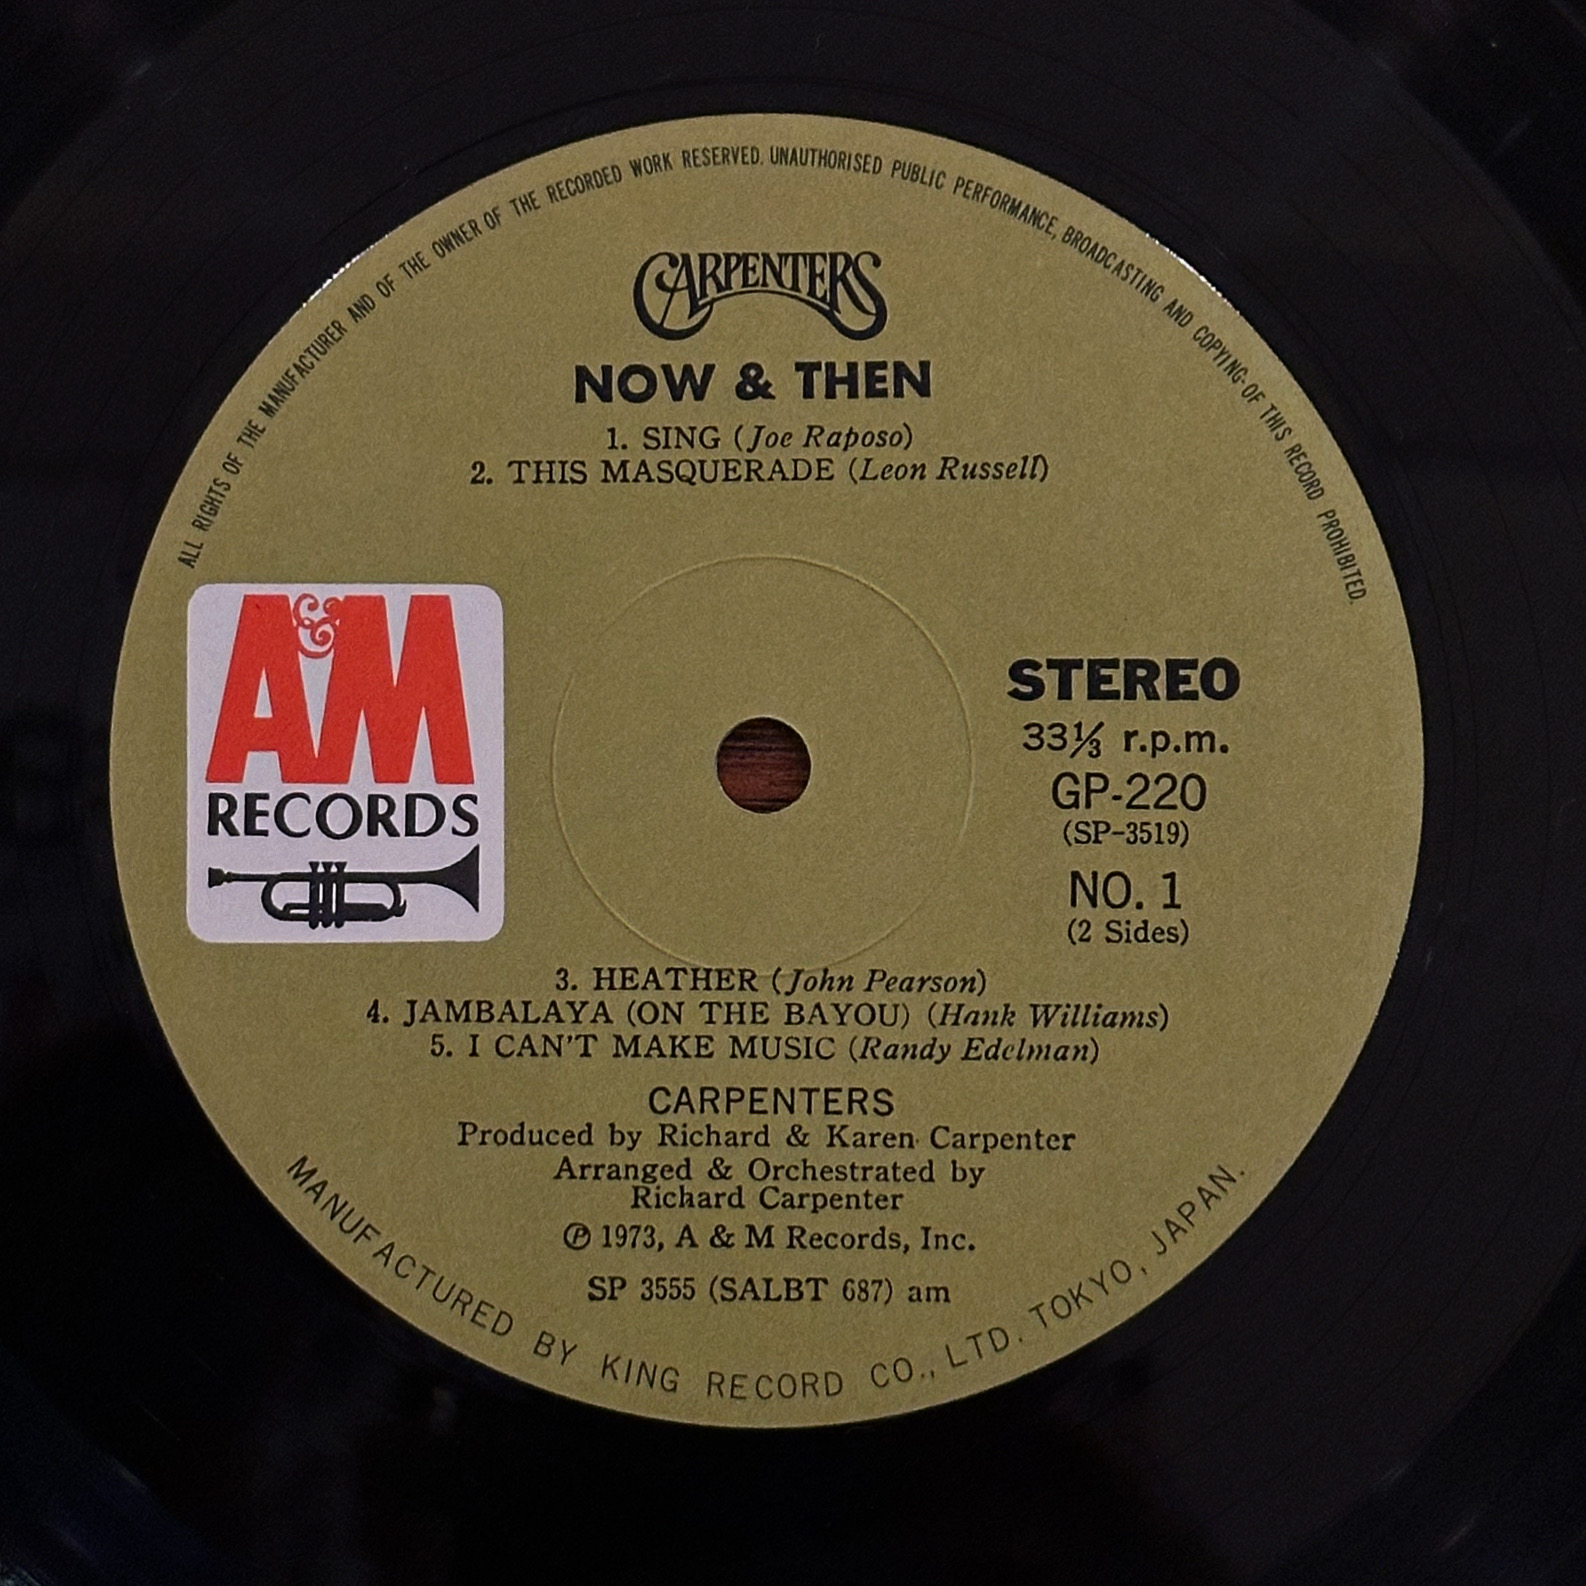 ALL RIGHTS OF THE MANUFACTURER AND OF THE OWNER OF THE RECORDED WORK RESERVED. UNAUTHORISED PUBLIC PERFORMANCE, BROADCASTING AND COPYING OF THIS RECORD PROHIBITED.
CARPENTERS
NOW & THEN
1. SING (Joe Raposo)
2. THIS MASQUERADE (Leon Russell)
A&M
RECORDS
STEREO
33⅓ r.p.m.
GP-220
(SP-3519)
NO. 1
(2 Sides)
3. HEATHER (John Pearson)
4. JAMBALAYA (ON THE BAYOU) (Hank Williams)
5. I CAN'T MAKE MUSIC (Randy Edelman)
CARPENTERS
Produced by Richard & Karen Carpenter
Arranged & Orchestrated by
Richard Carpenter
℗ 1973, A & M Records, Inc.
SP 3555 (SALBT 687) am
MANUFACTURED BY KING RECORD CO., LTD. TOKYO, JAPAN.